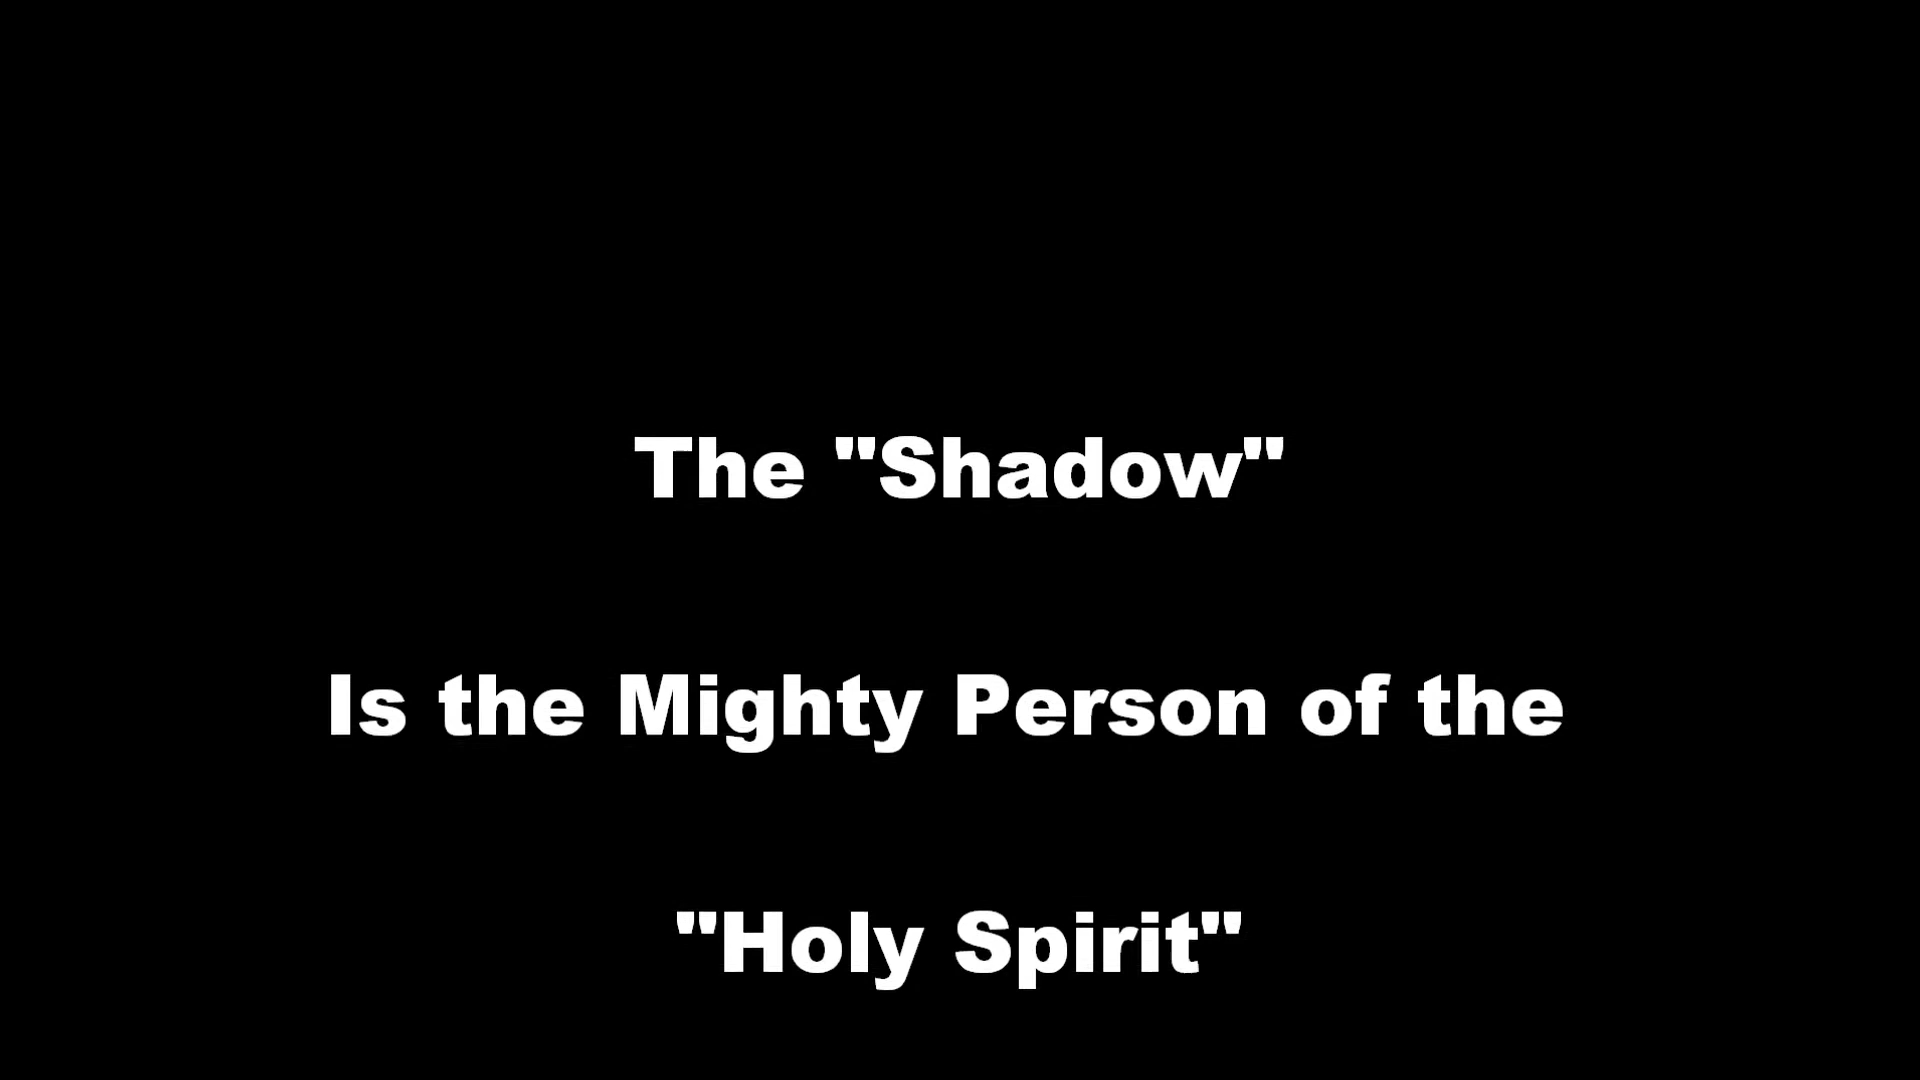 The "Shadow"
Is the Mighty Person of the
"Holy Spirit"